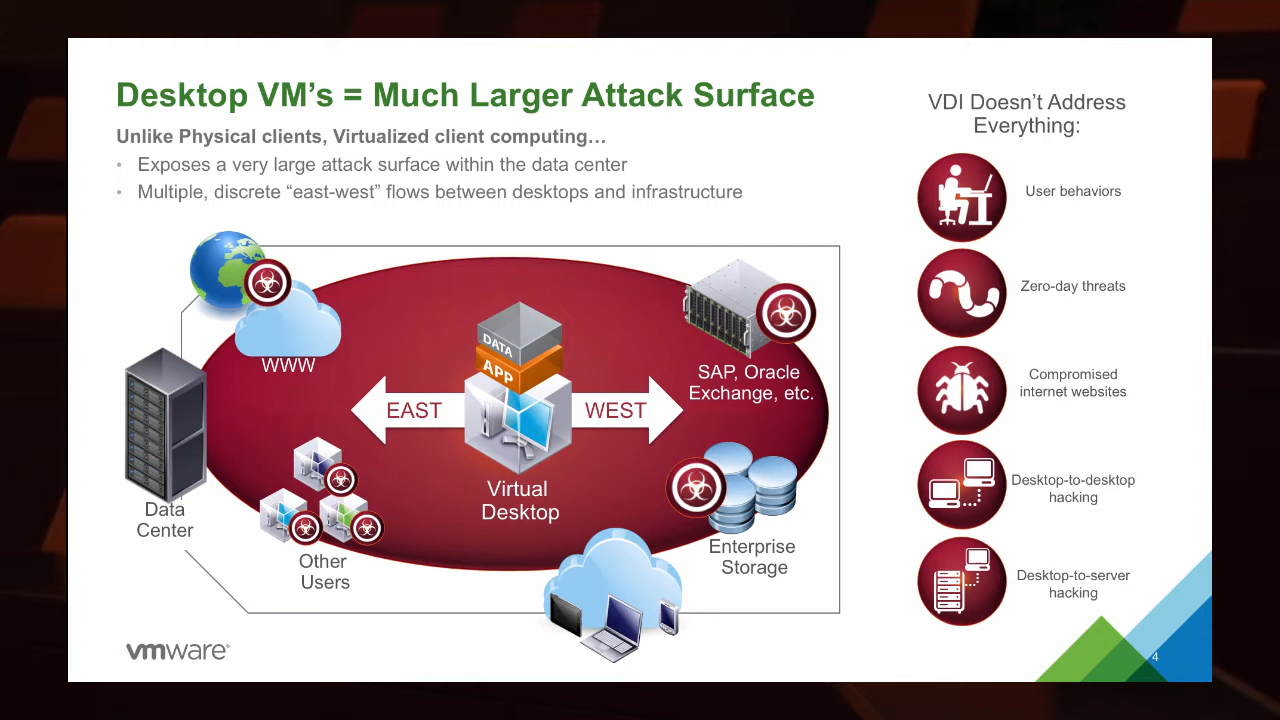 Desktop VM's = Much Larger Attack Surface
Unlike Physical clients, Virtualized client computing…
• Exposes a very large attack surface within the data center
• Multiple, discrete “east-west” flows between desktops and infrastructure
WWW
DATA
APP
EAST
WEST
SAP, Oracle
Exchange, etc.
Data
Center
Virtual
Desktop
Other
Users
Enterprise
Storage
VDI Doesn't Address
Everything:
User behaviors
Zero-day threats
Compromised
internet websites
Desktop-to-desktop
hacking
Desktop-to-server
hacking
vmware®
4